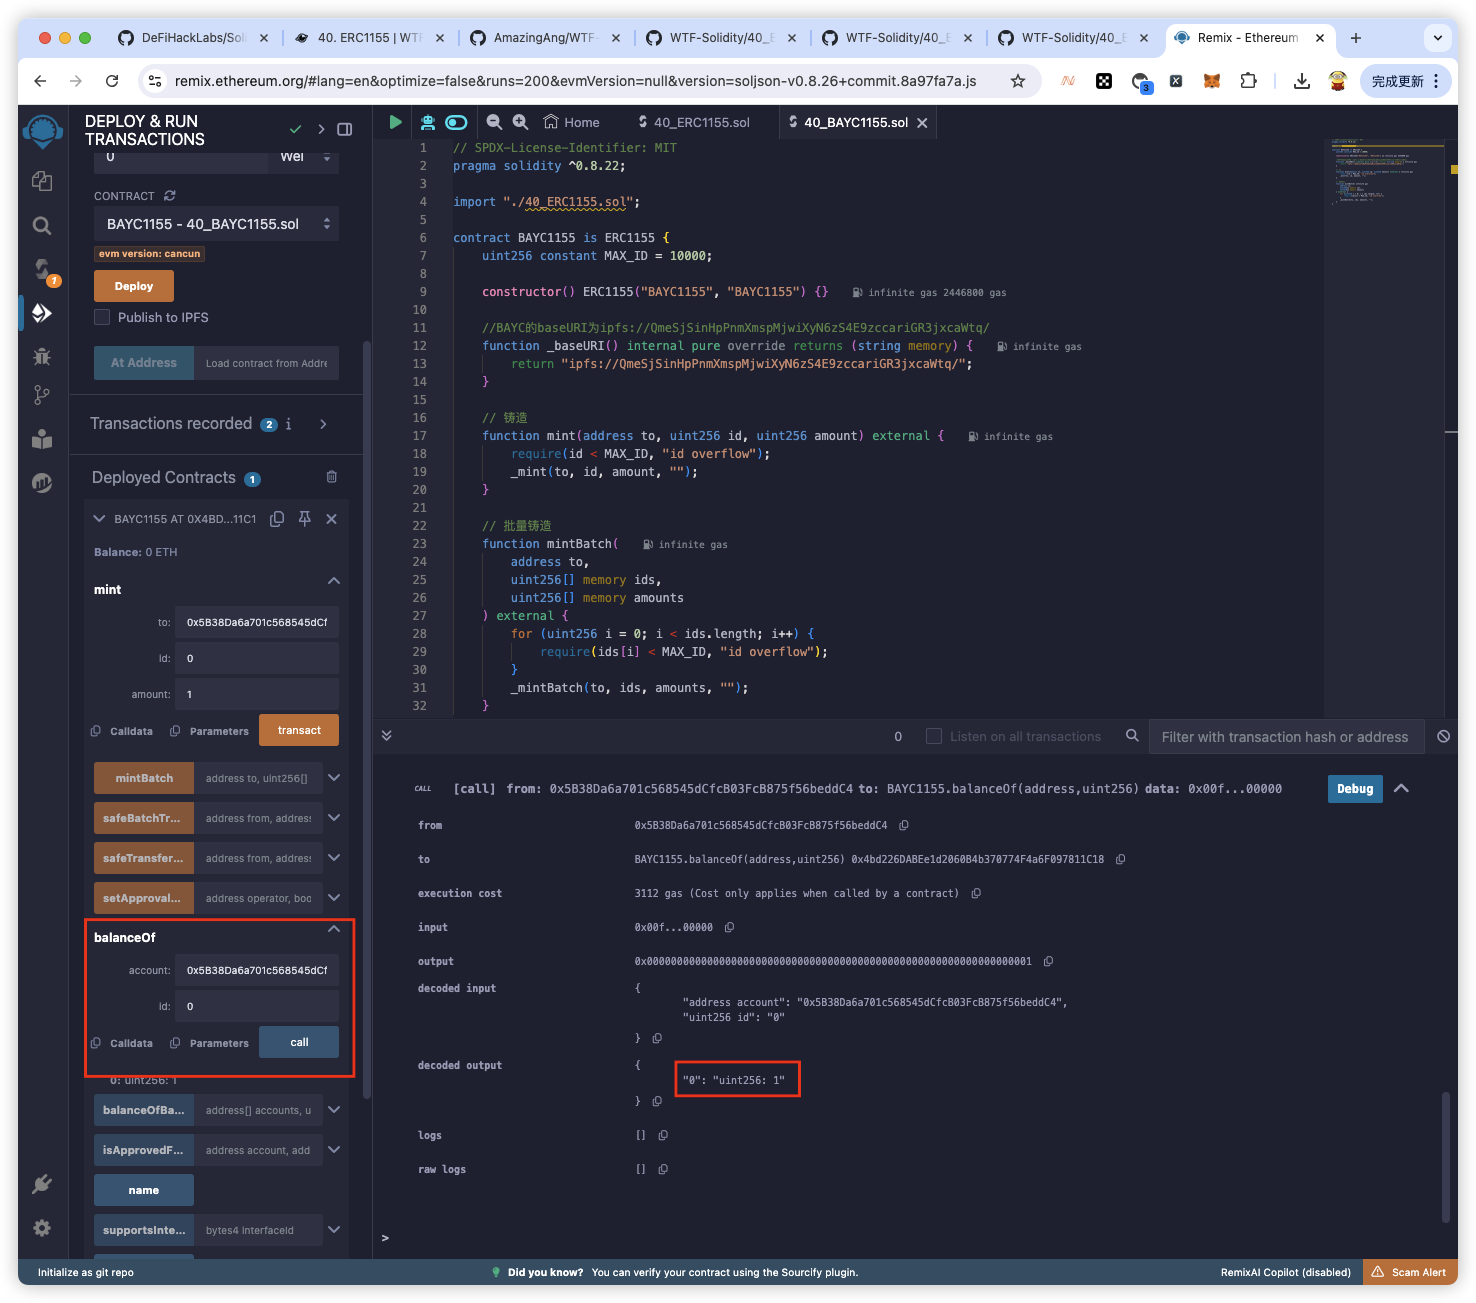 DeFiHackLabs/Soli
40. ERC1155 | WTF
AmazingAng/WTF-
WTF-Solidity/40_E
WTF-Solidity/40_E
WTF-Solidity/40_E
Remix - Ethereum
remix.ethereum.org/#lang=en&optimize=false&runs=200&evmVersion=null&version=soljson-v0.8.26+commit.8a97fa7a.js
3
完成更新
DEPLOY & RUN
TRANSACTIONS
0
Wei
CONTRACT
BAYC1155 - 40_BAYC1155.sol
evm version: cancun
Deploy
Publish to IPFS
At Address
Load contract from Addre
Transactions recorded 2 i
Deployed Contracts 1
BAYC1155 AT 0X4BD...11C1
Balance: 0 ETH
mint
to: 0x5B38Da6a701c568545dCf
id: 0
amount: 1
Calldata Parameters transact
mintBatch address to, uint256[]
safeBatchTr... address from, address
safeTransfer... address from, address
setApproval... address operator, boo
balanceOf
account: 0x5B38Da6a701c568545dCf
id: 0
Calldata Parameters call
0: uint256: 1
balanceOfBa... address[] accounts, u
isApprovedF... address account, add
name
supportsInte... bytes4 interfaceId
1
Home
40_ERC1155.sol
40_BAYC1155.sol
1 // SPDX-License-Identifier: MIT
2 pragma solidity ^0.8.22;
3
4 import "./40_ERC1155.sol";
5
6 contract BAYC1155 is ERC1155 {
7 uint256 constant MAX_ID = 10000;
8
9 constructor() ERC1155("BAYC1155", "BAYC1155") {} infinite gas 2446800 gas
10
11 //BAYC的baseURI为ipfs://QmeSjSinHpPnmXmspMjwiXyN6zS4E9zccariGR3jxcaWtq/
12 function _baseURI() internal pure override returns (string memory) { infinite gas
13 return "ipfs://QmeSjSinHpPnmXmspMjwiXyN6zS4E9zccariGR3jxcaWtq/";
14 }
15
16 // 铸造
17 function mint(address to, uint256 id, uint256 amount) external { infinite gas
18 require(id < MAX_ID, "id overflow");
19 _mint(to, id, amount, "");
20 }
21
22 // 批量铸造
23 function mintBatch( infinite gas
24 address to,
25 uint256[] memory ids,
26 uint256[] memory amounts
27 ) external {
28 for (uint256 i = 0; i < ids.length; i++) {
29 require(ids[i] < MAX_ID, "id overflow");
30 }
31 _mintBatch(to, ids, amounts, "");
32 }
0
Listen on all transactions
Filter with transaction hash or address
CALL [call] from: 0x5B38Da6a701c568545dCfcB03FcB875f56beddC4 to: BAYC1155.balanceOf(address,uint256) data: 0x00f...00000
Debug
from 0x5B38Da6a701c568545dCfcB03FcB875f56beddC4
to BAYC1155.balanceOf(address,uint256) 0x4bd226DABEe1d2060B4b370774F4a6F097811C18
execution cost 3112 gas (Cost only applies when called by a contract)
input 0x00f...00000
output 0x0000000000000000000000000000000000000000000000000000000000000001
decoded input {
"address account": "0x5B38Da6a701c568545dCfcB03FcB875f56beddC4",
"uint256 id": "0"
}
decoded output {
"0": "uint256: 1"
}
logs []
raw logs []
>
Initialize as git repo
Did you know? You can verify your contract using the Sourcify plugin.
RemixAI Copilot (disabled)
Scam Alert